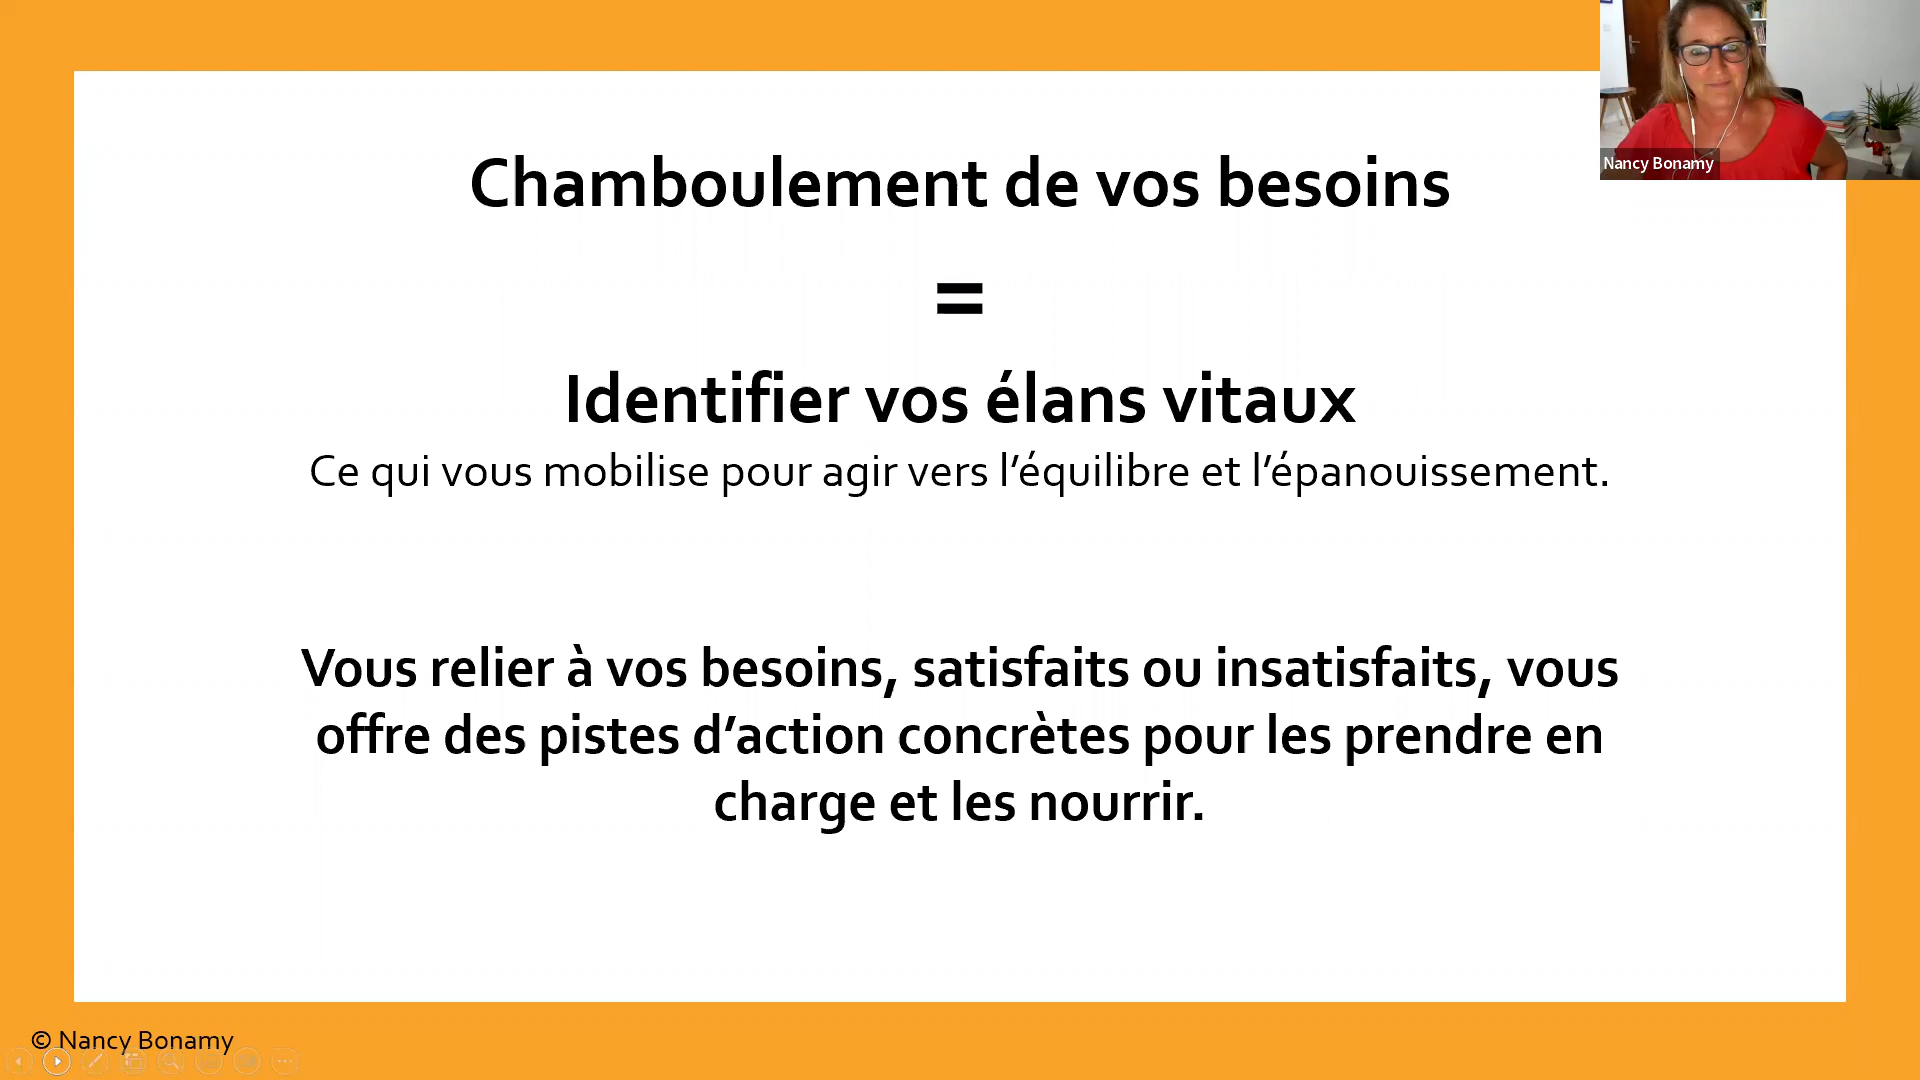 Nancy Bonamy
Chamboulement de vos besoins
=
Identifier vos élans vitaux
Ce qui vous mobilise pour agir vers l’équilibre et l’épanouissement.
Vous relier à vos besoins, satisfaits ou insatisfaits, vous
offre des pistes d’action concrètes pour les prendre en
charge et les nourrir.
© Nancy Bonamy